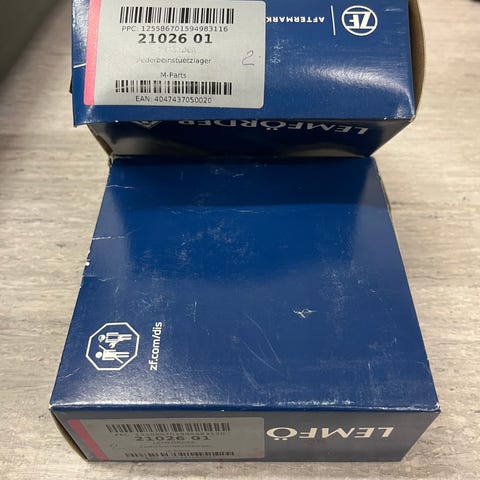 PPC: 1255867015949831 16
21026 01
Federbeinstuetzlager
2
M-Parts
EAN: 4047437050020
ZF
AFTERMARK
LEMFÖRDER
zf.com/dis
21026 01
LEMFÖRDER
LEMFÖ